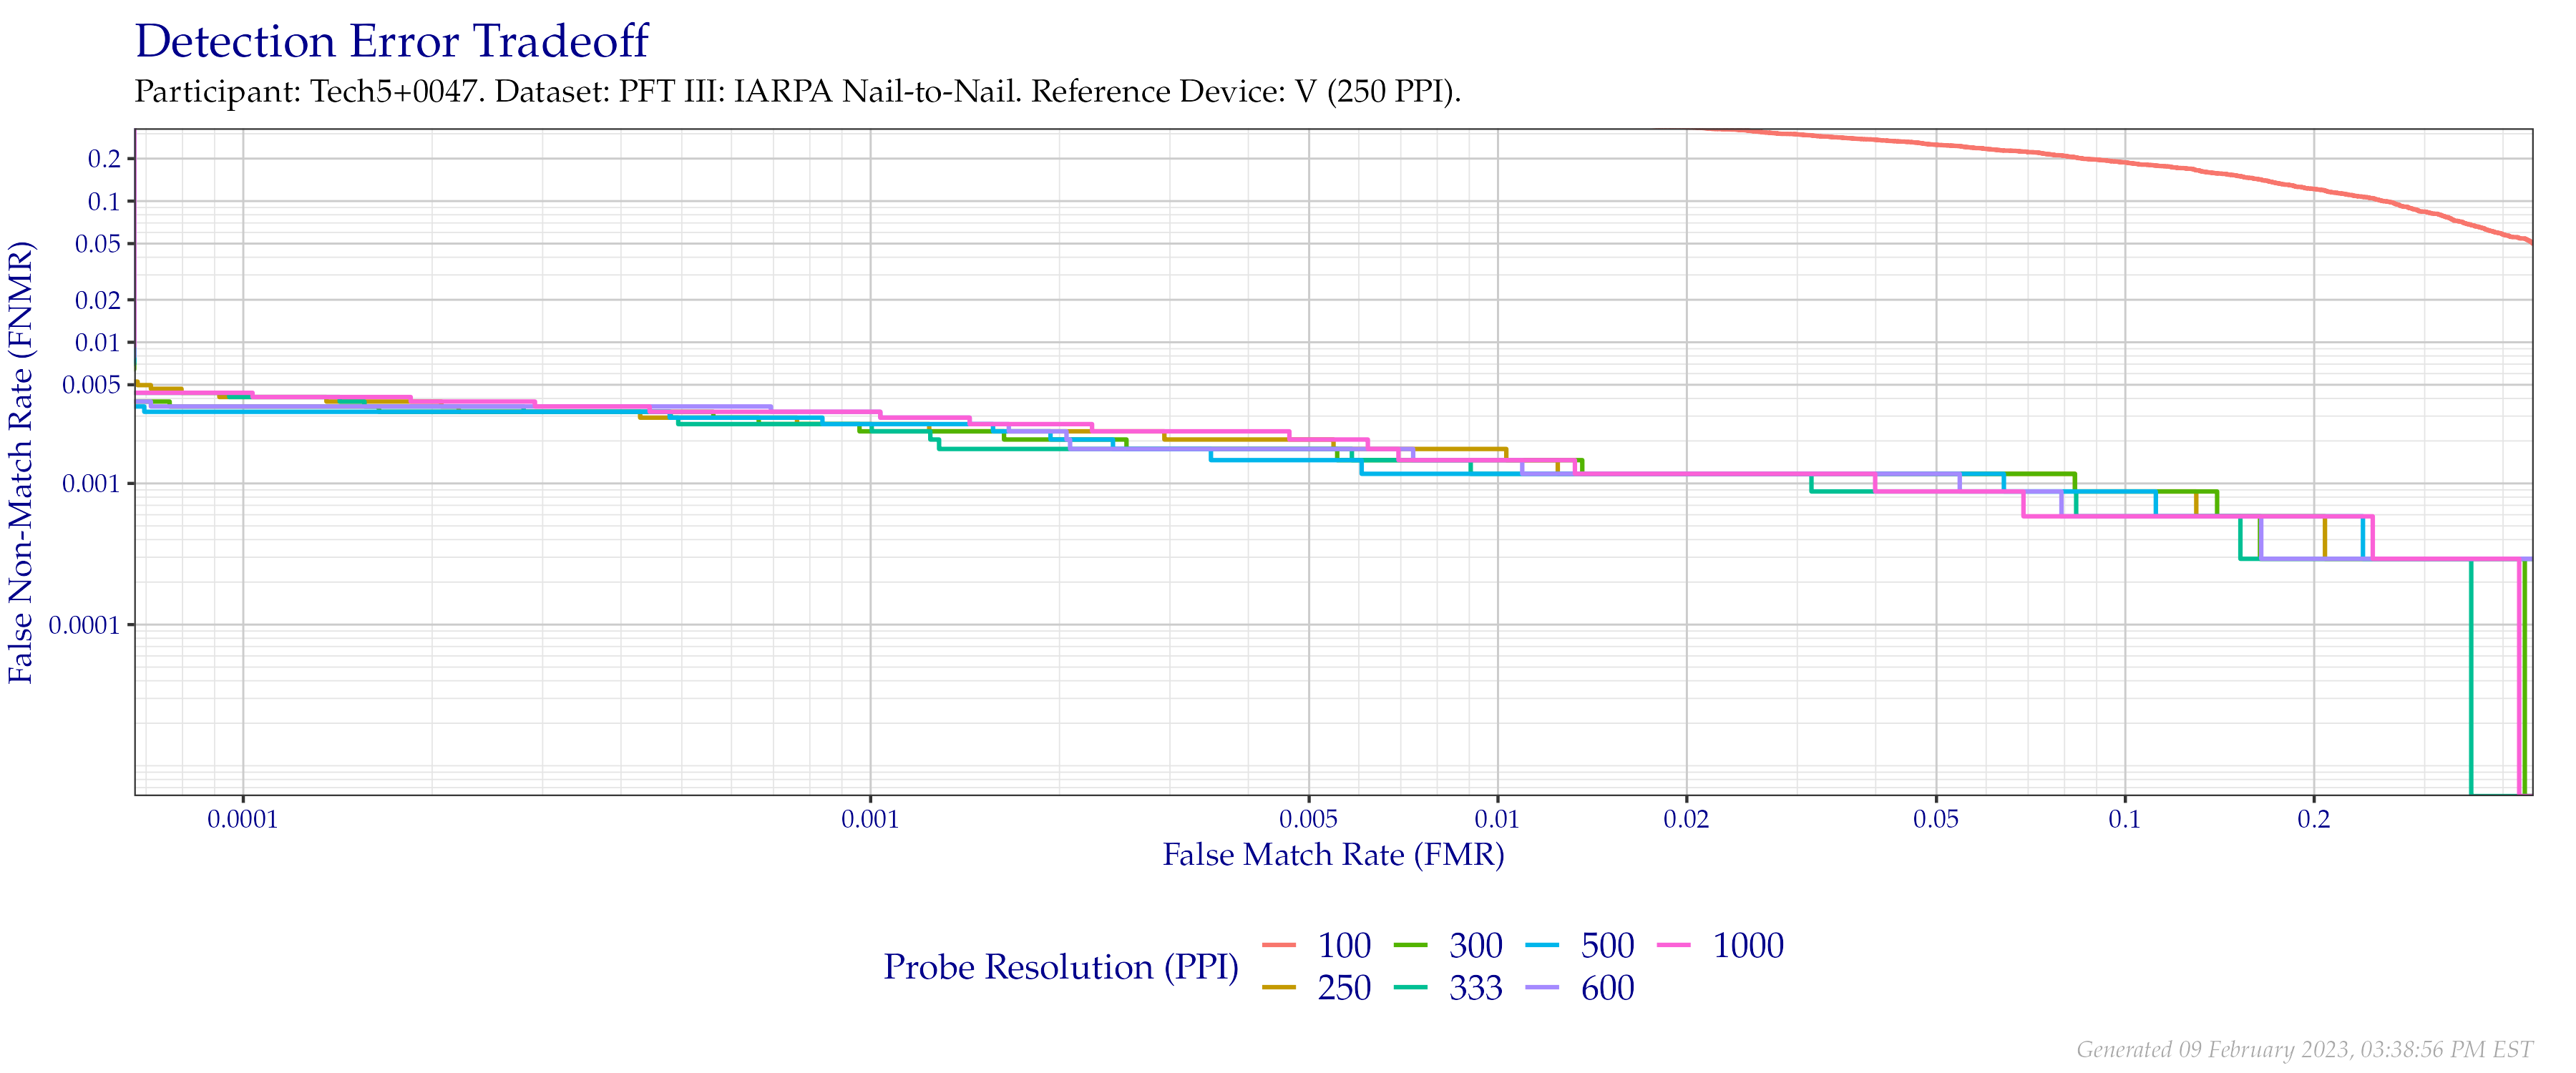 Detection Error Tradeoff
Participant: Tech5+0047. Dataset: PFT III: IARPA Nail-to-Nail. Reference Device: V (250 PPI).
False Non-Match Rate (FNMR)
0.2
0.1
0.05
0.02
0.01
0.005
0.001
0.0001
0.0001 0.001 0.005 0.01 0.02 0.05 0.1 0.2
False Match Rate (FMR)
Probe Resolution (PPI)
100 300 500 1000
250 333 600
Generated 09 February 2023, 03:38:56 PM EST